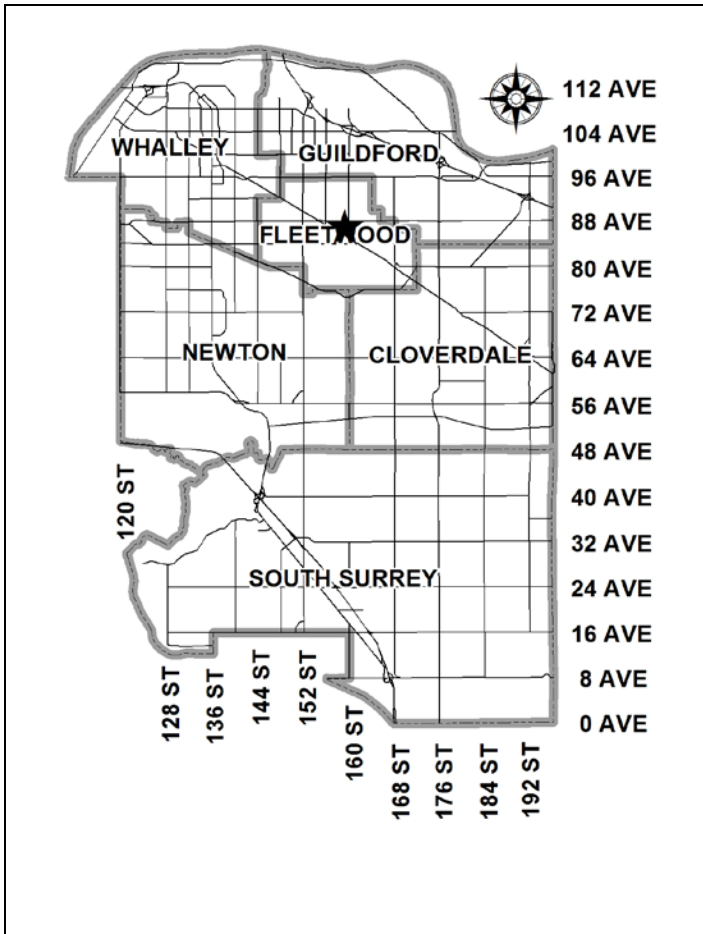 112 AVE
104 AVE
WHALLEY
GUILDFORD
96 AVE
88 AVE
FLEETWOOD
80 AVE
72 AVE
NEWTON
CLOVERDALE
64 AVE
56 AVE
48 AVE
120 ST
40 AVE
32 AVE
SOUTH SURREY
24 AVE
16 AVE
8 AVE
0 AVE
128 ST
136 ST
144 ST
152 ST
160 ST
168 ST
176 ST
184 ST
192 ST